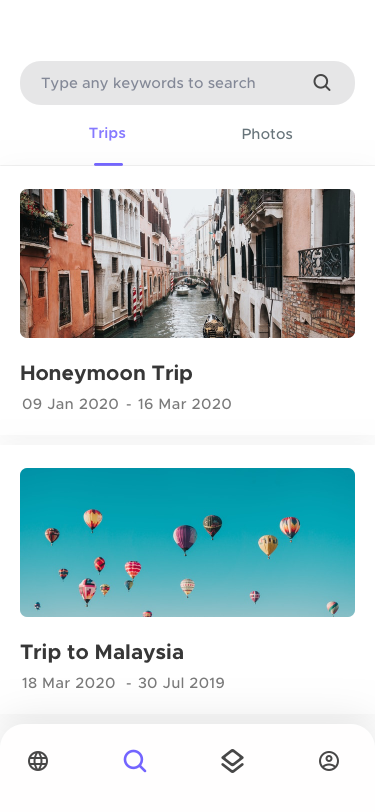 Type any keywords to search
Trips
Photos
Honeymoon Trip
09 Jan 2020 - 16 Mar 2020
Trip to Malaysia
18 Mar 2020 - 30 Jul 2019